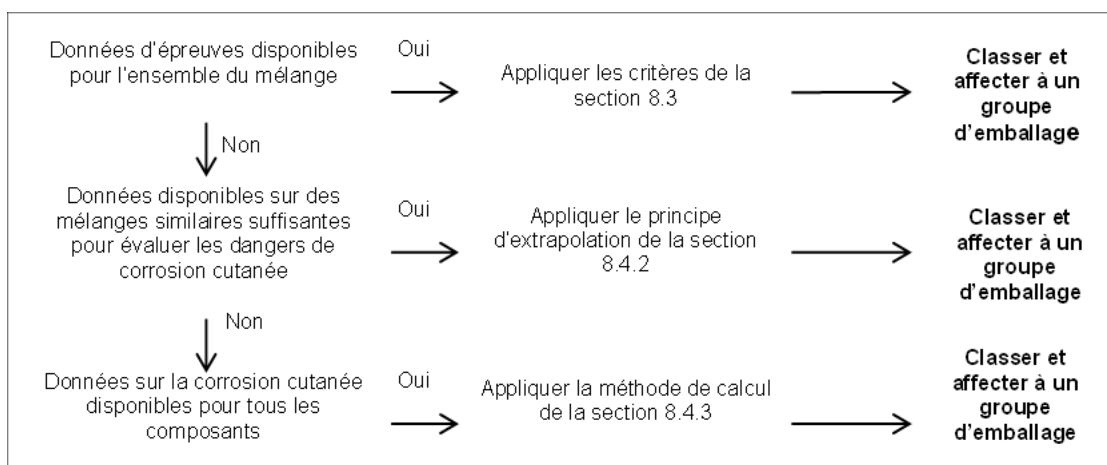 Données d'épreuves disponibles
pour l'ensemble du mélange
Oui
Appliquer les critères de la
section 8.3
Classer et
affecter à un
groupe
d'emballage
Non
Données disponibles sur des
mélanges similaires suffisantes
pour évaluer les dangers de
corrosion cutanée
Oui
Appliquer le principe
d'extrapolation de la section
8.4.2
Classer et
affecter à un
groupe
d'emballage
Non
Données sur la corrosion cutanée
disponibles pour tous les
composants
Oui
Appliquer la méthode de calcul
de la section 8.4.3
Classer et
affecter à un
groupe
d'emballage